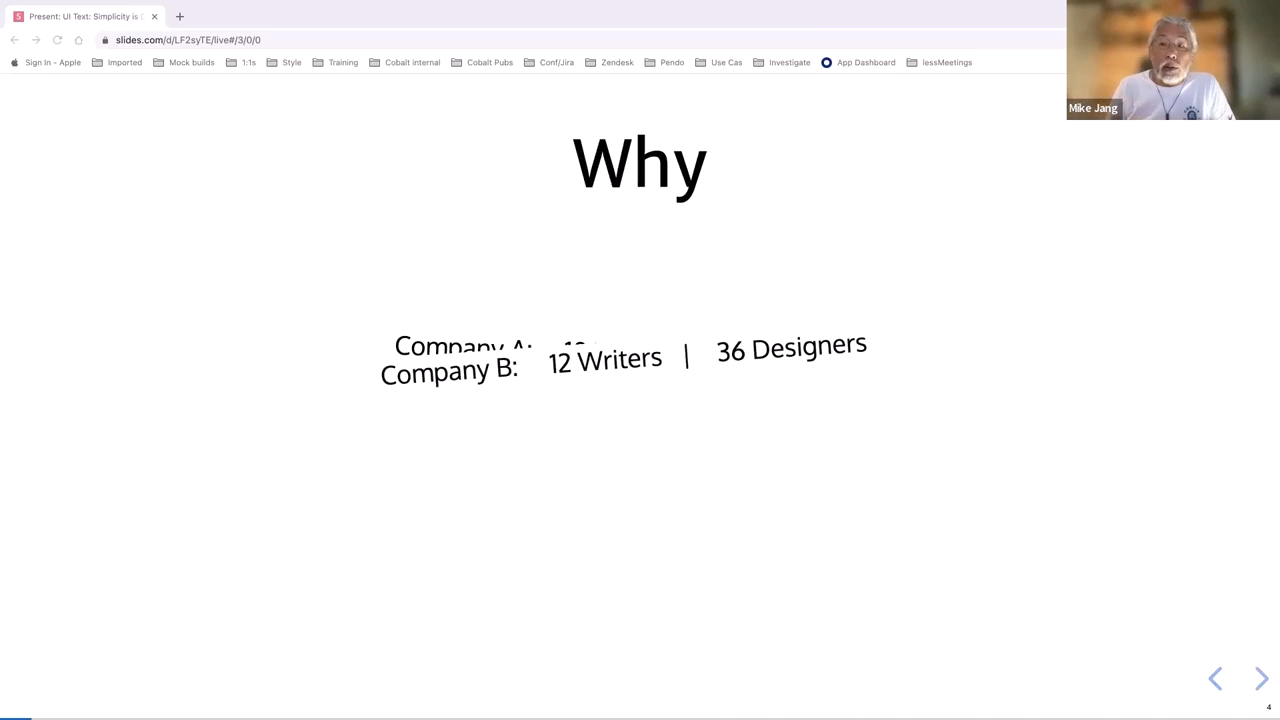 Present: UI Text: Simplicity is
slides.com/d/LF2syTE/live#/3/0/0
Sign In - Apple
Imported
Mock builds
1:1s
Style
Training
Cobalt internal
Cobalt Pubs
Conf/Jira
Zendesk
Pendo
Use Cas
Investigate
App Dashboard
lessMeetings
Mike Jang
Why
Company A:
Company B: 12 Writers | 36 Designers
4